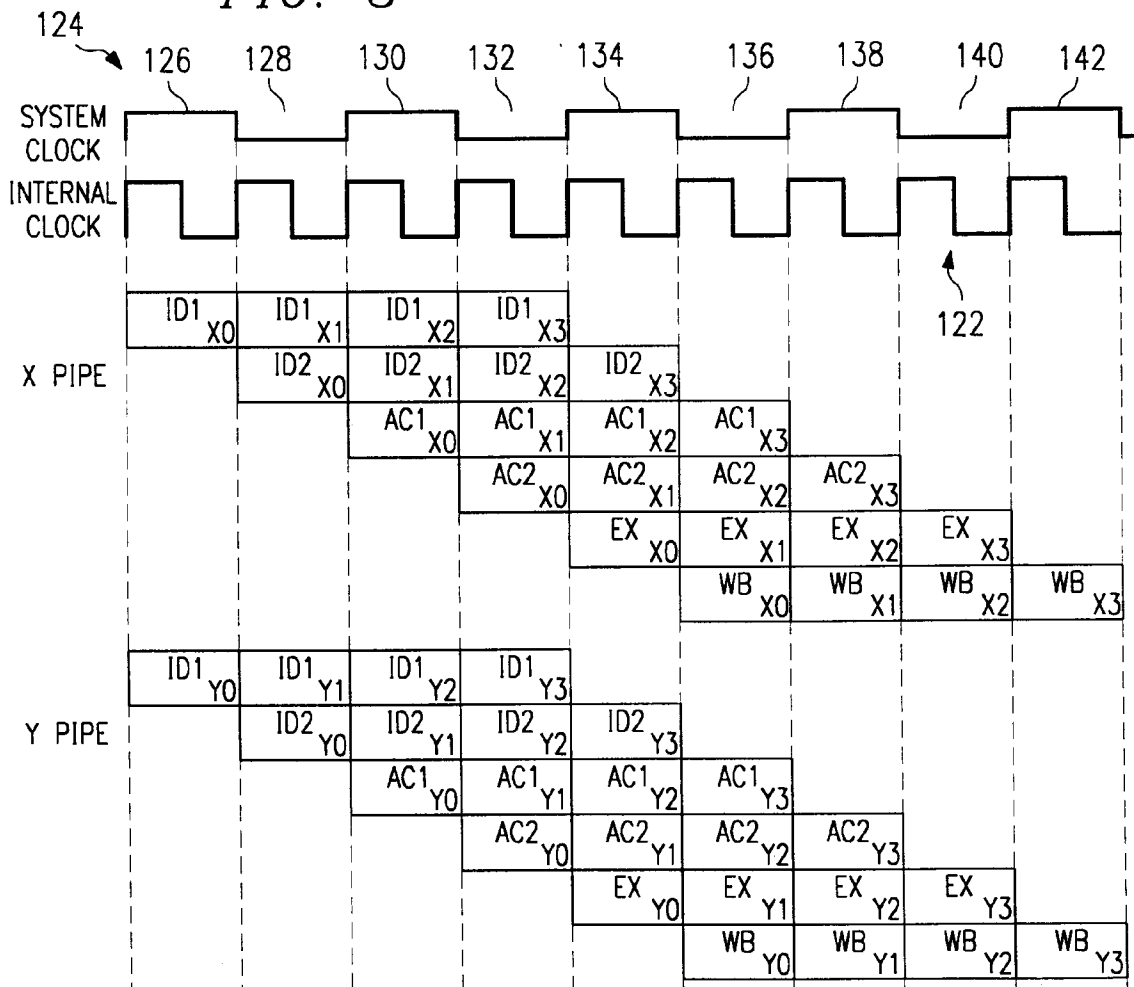 124
126 128 130 132 134 136 138 140 142
SYSTEM
CLOCK
INTERNAL
CLOCK
122
ID1 X0 ID1 X1 ID1 X2 ID1 X3
X PIPE
ID2 X0 ID2 X1 ID2 X2 ID2 X3
AC1 X0 AC1 X1 AC1 X2 AC1 X3
AC2 X0 AC2 X1 AC2 X2 AC2 X3
EX X0 EX X1 EX X2 EX X3
WB X0 WB X1 WB X2 WB X3
ID1 Y0 ID1 Y1 ID1 Y2 ID1 Y3
Y PIPE
ID2 Y0 ID2 Y1 ID2 Y2 ID2 Y3
AC1 Y0 AC1 Y1 AC1 Y2 AC1 Y3
AC2 Y0 AC2 Y1 AC2 Y2 AC2 Y3
EX Y0 EX Y1 EX Y2 EX Y3
WB Y0 WB Y1 WB Y2 WB Y3